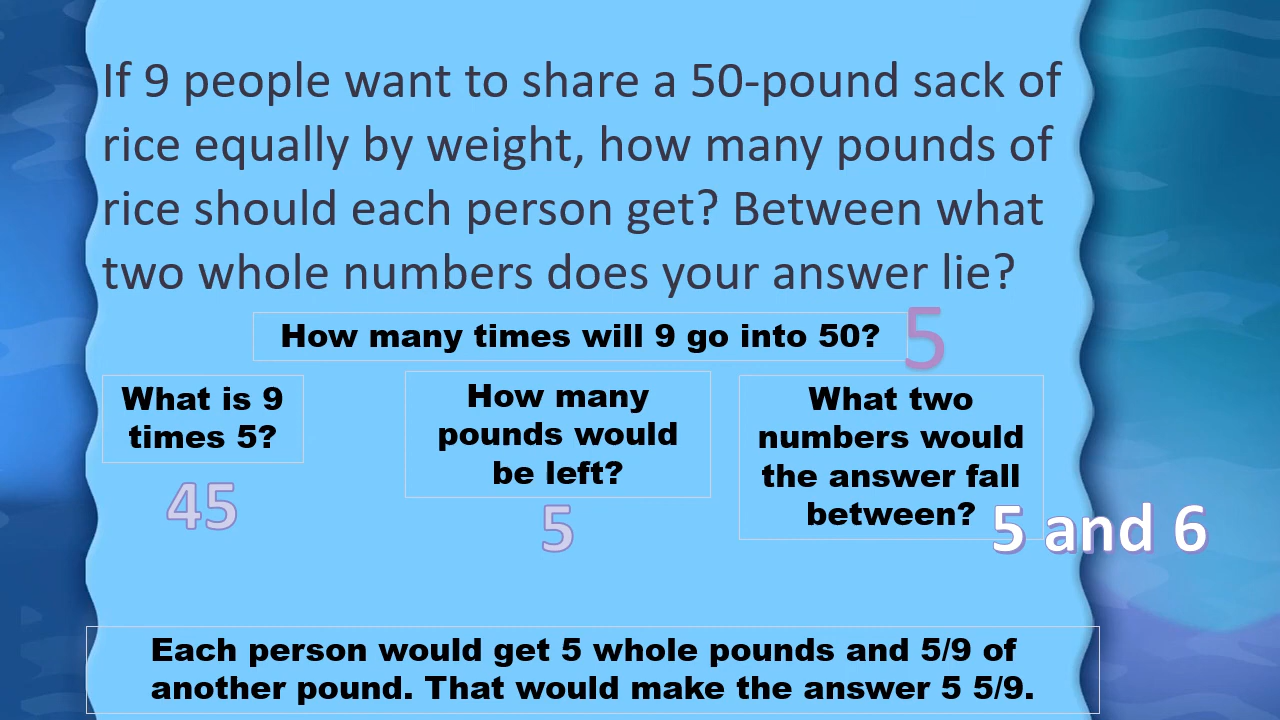 If 9 people want to share a 50-pound sack of
rice equally by weight, how many pounds of
rice should each person get? Between what
two whole numbers does your answer lie?
How many times will 9 go into 50?
5
What is 9
times 5?
45
How many
pounds would
be left?
5
What two
numbers would
the answer fall
between?
5 and 6
Each person would get 5 whole pounds and 5/9 of
another pound. That would make the answer 5 5/9.